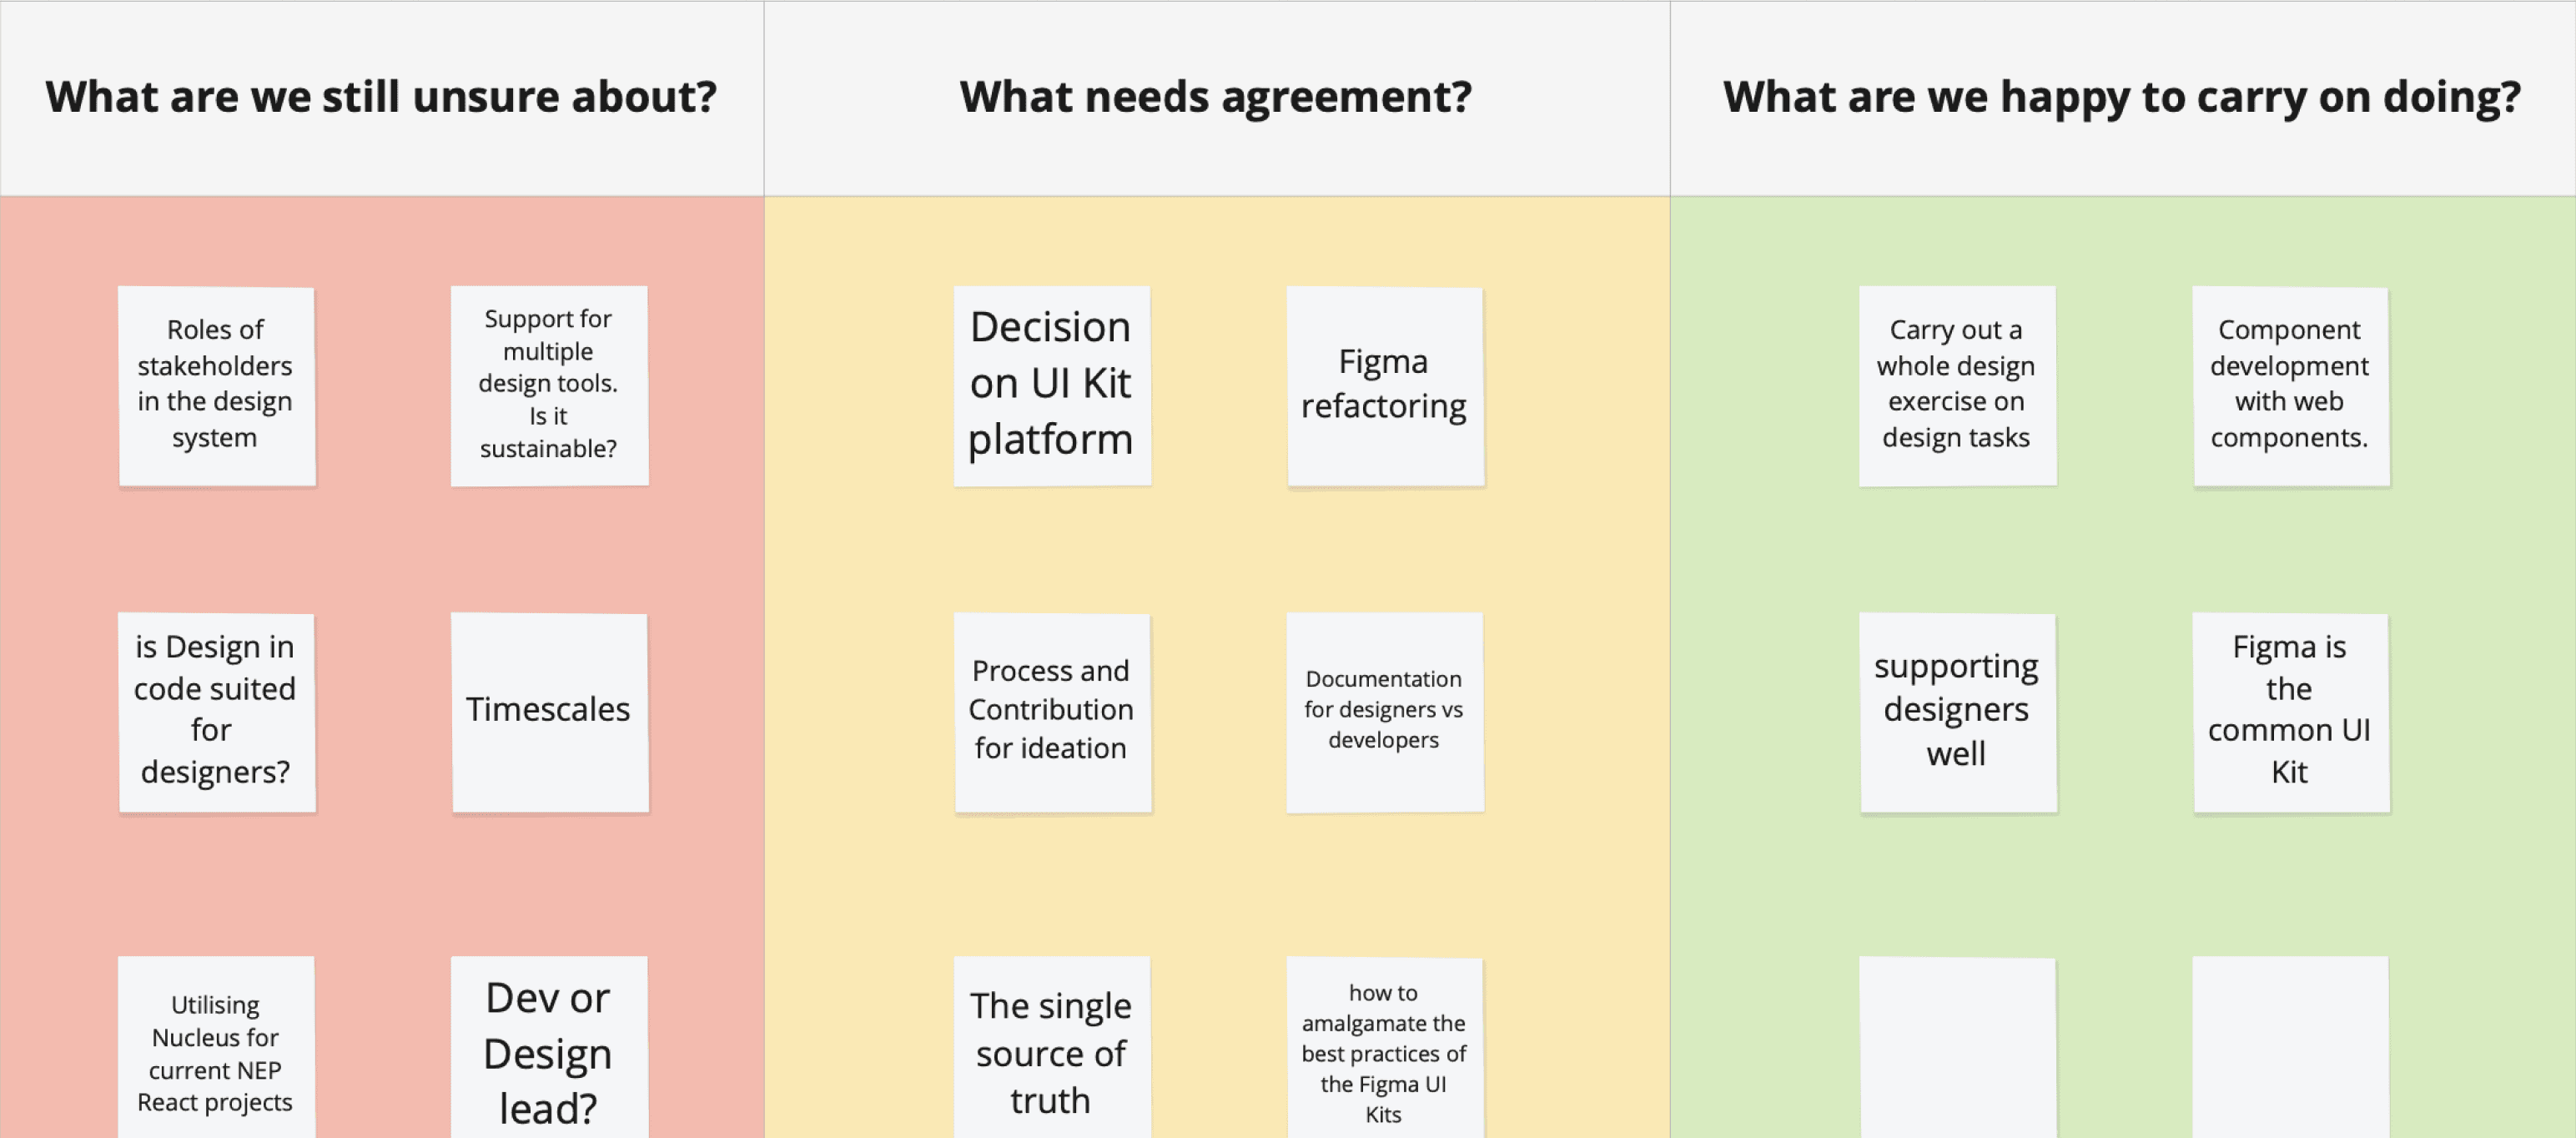 What are we still unsure about?
What needs agreement?
What are we happy to carry on doing?
Roles of
stakeholders
in the design
system
Support for
multiple
design tools.
Is it
sustainable?
is Design in
code suited
for
designers?
Timescales
Utilising
Nucleus for
current NEP
React projects
Dev or
Design
lead?
Decision
on UI Kit
platform
Figma
refactoring
Process and
Contribution
for ideation
Documentation
for designers vs
developers
The single
source of
truth
how to
amalgamate the
best practices of
the Figma UI
Kits
Carry out a
whole design
exercise on
design tasks
Component
development
with web
components.
supporting
designers
well
Figma is
the
common UI
Kit